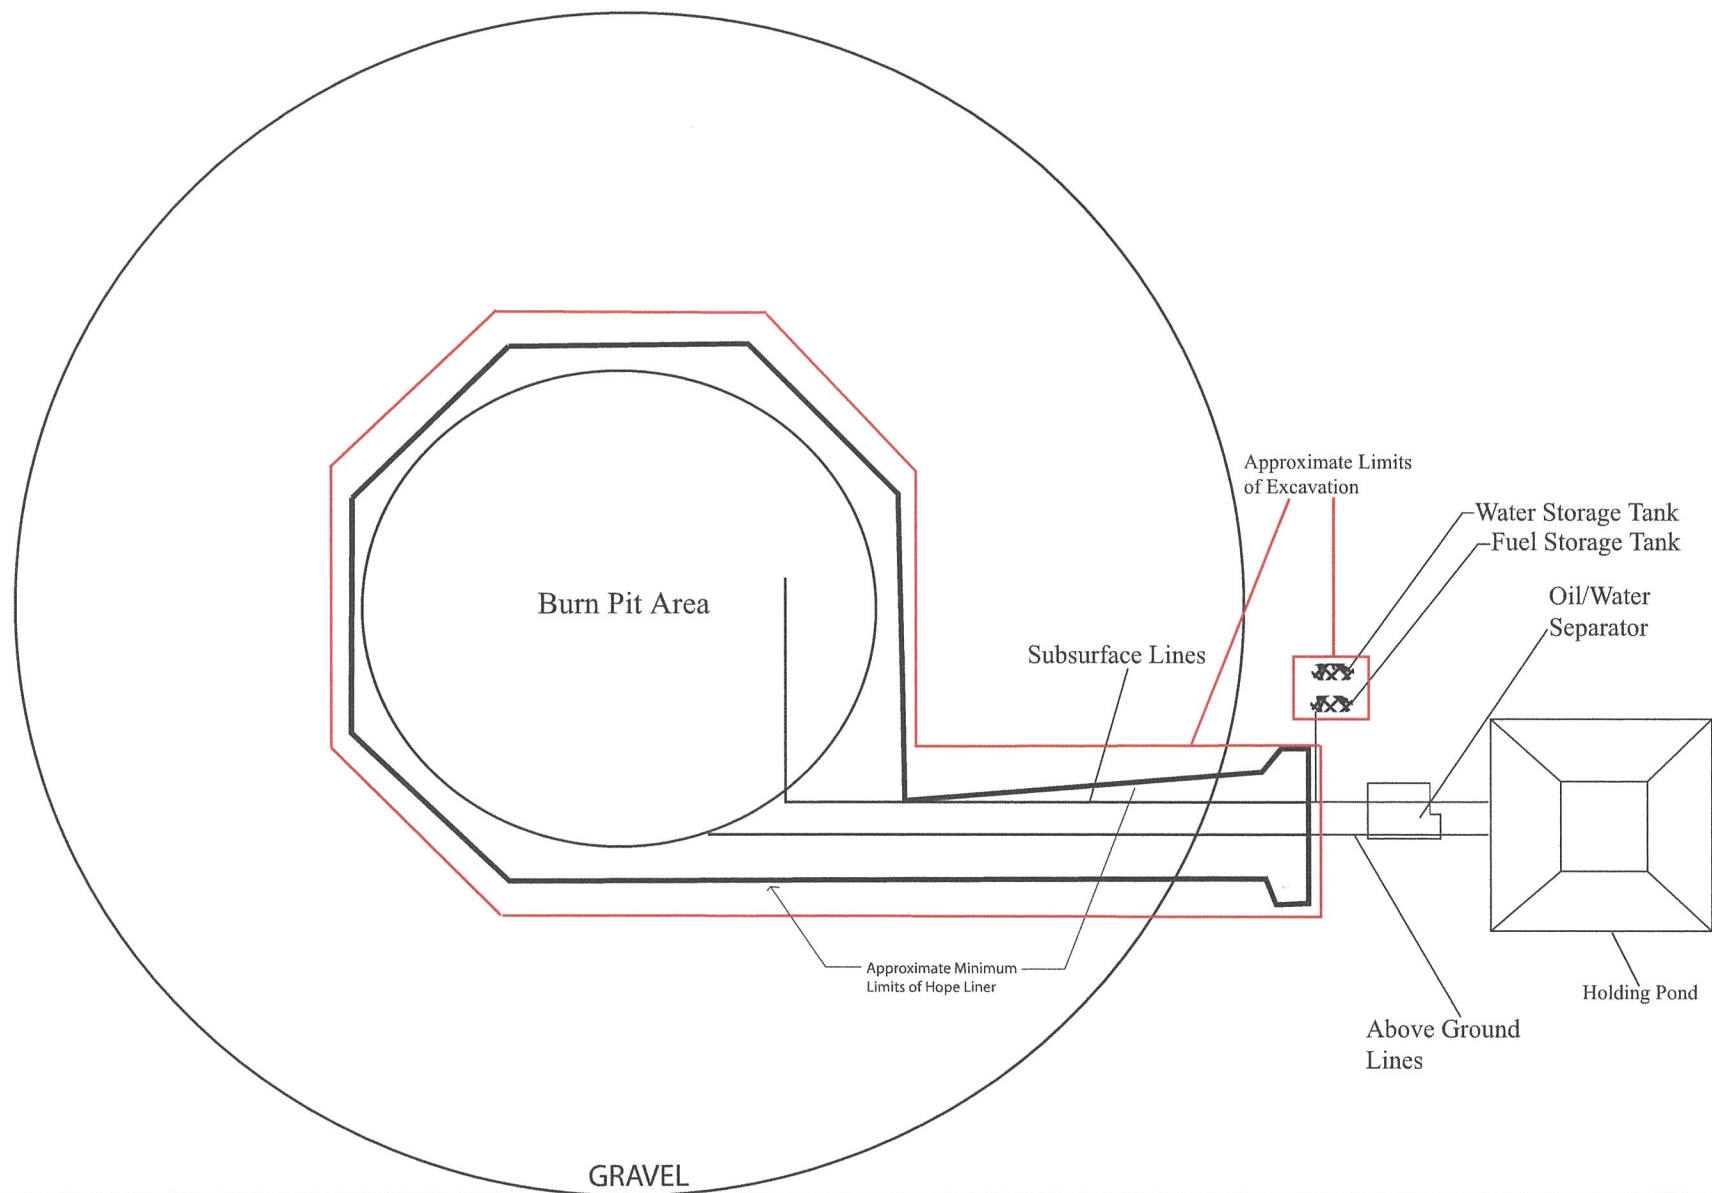 Approximate Limits
of Excavation
Water Storage Tank
Fuel Storage Tank
Oil/Water
Separator
Burn Pit Area
Subsurface Lines
Approximate Minimum
Limits of Hope Liner
Holding Pond
Above Ground
Lines
GRAVEL